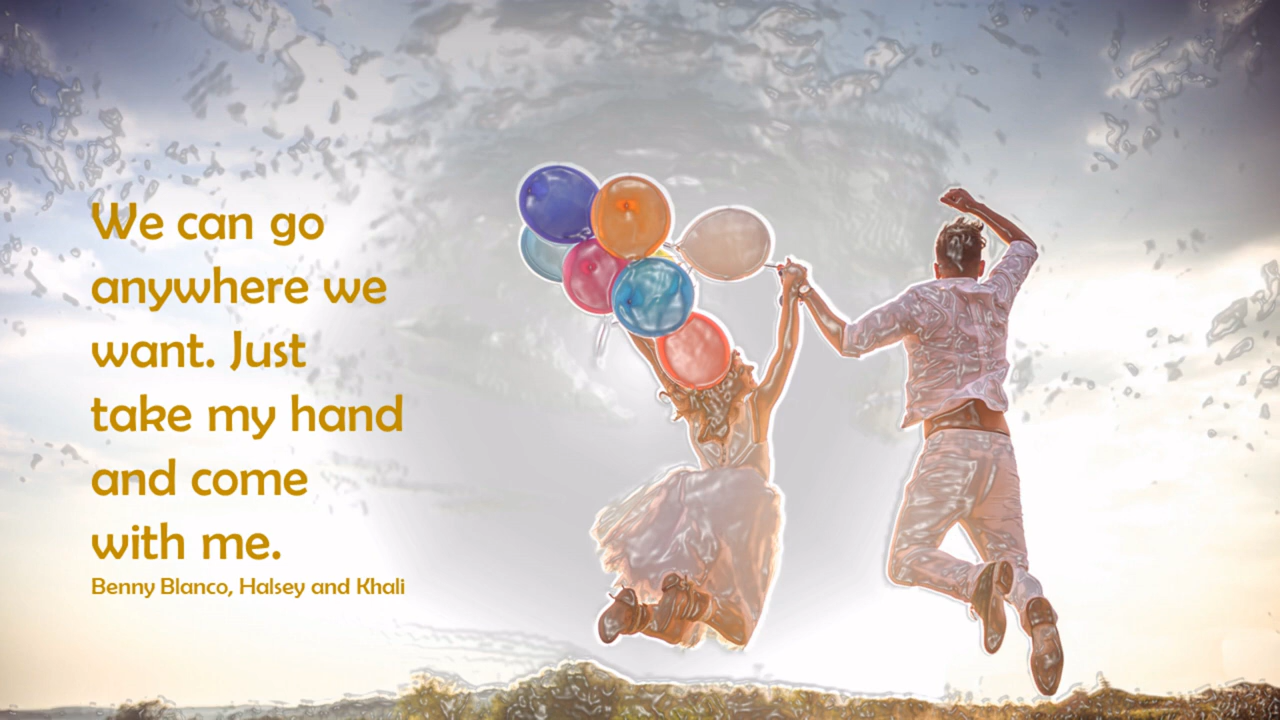 We can go
anywhere we
want. Just
take my hand
and come
with me.
Benny Blanco, Halsey and Khali